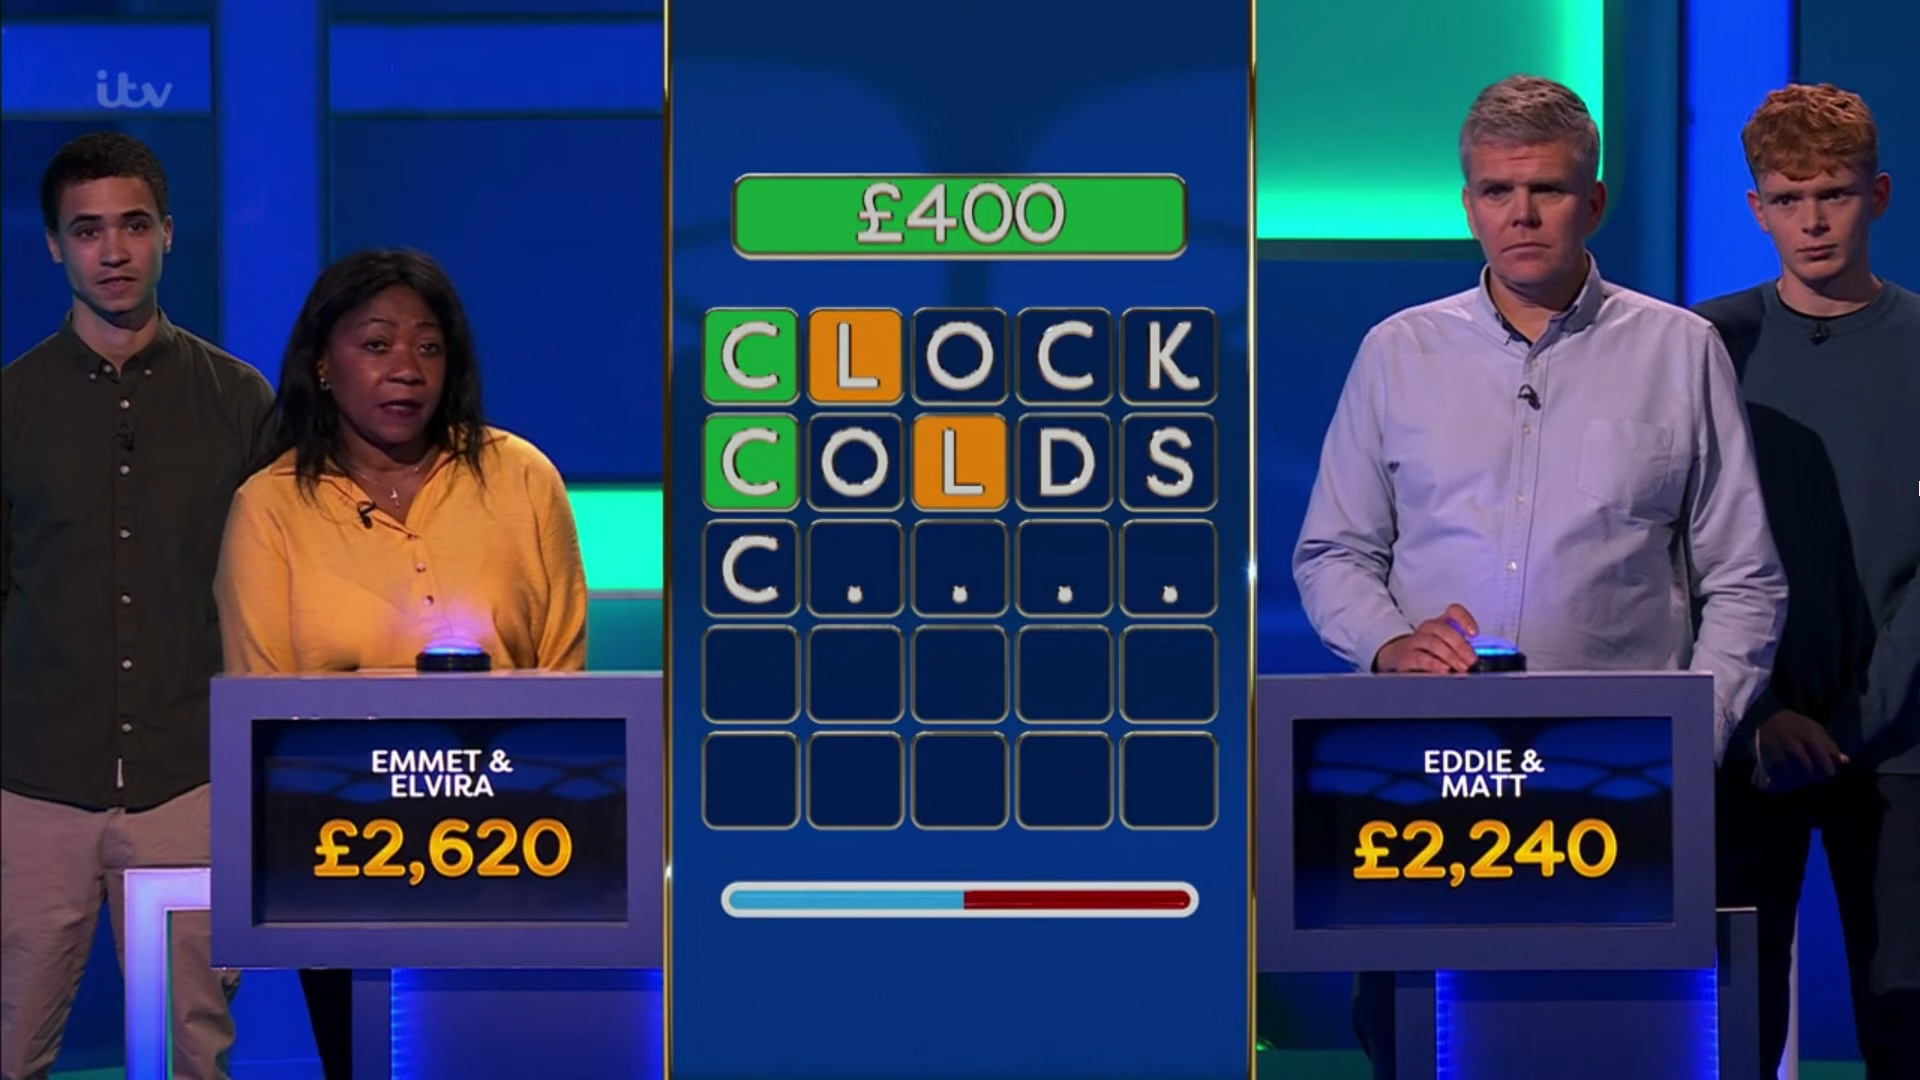 itv
£400
CLOCK
COLDS
C....
EMMET &
ELVIRA
£2,620
EDDIE &
MATT
£2,240